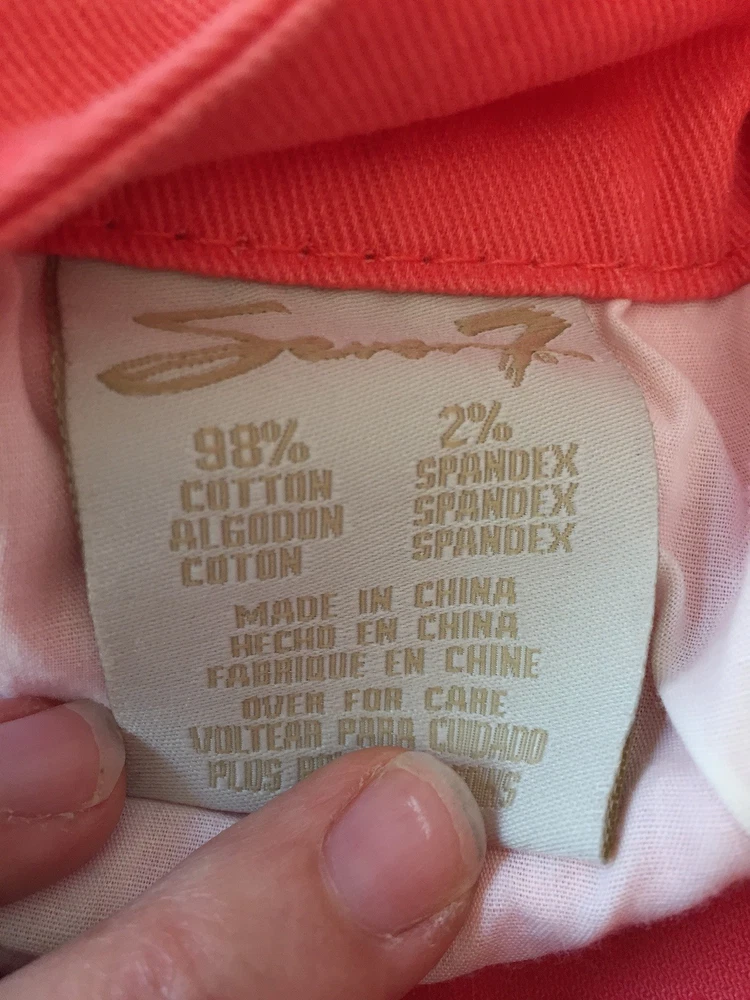 Seven7
98% 2%
COTTON SPANDEX
ALGODON SPANDEX
COTON SPANDEX
MADE IN CHINA
HECHO EN CHINA
FABRIQUE EN CHINE
OVER FOR CARE
VOLTEAR PARA CUIDADO
PLUS